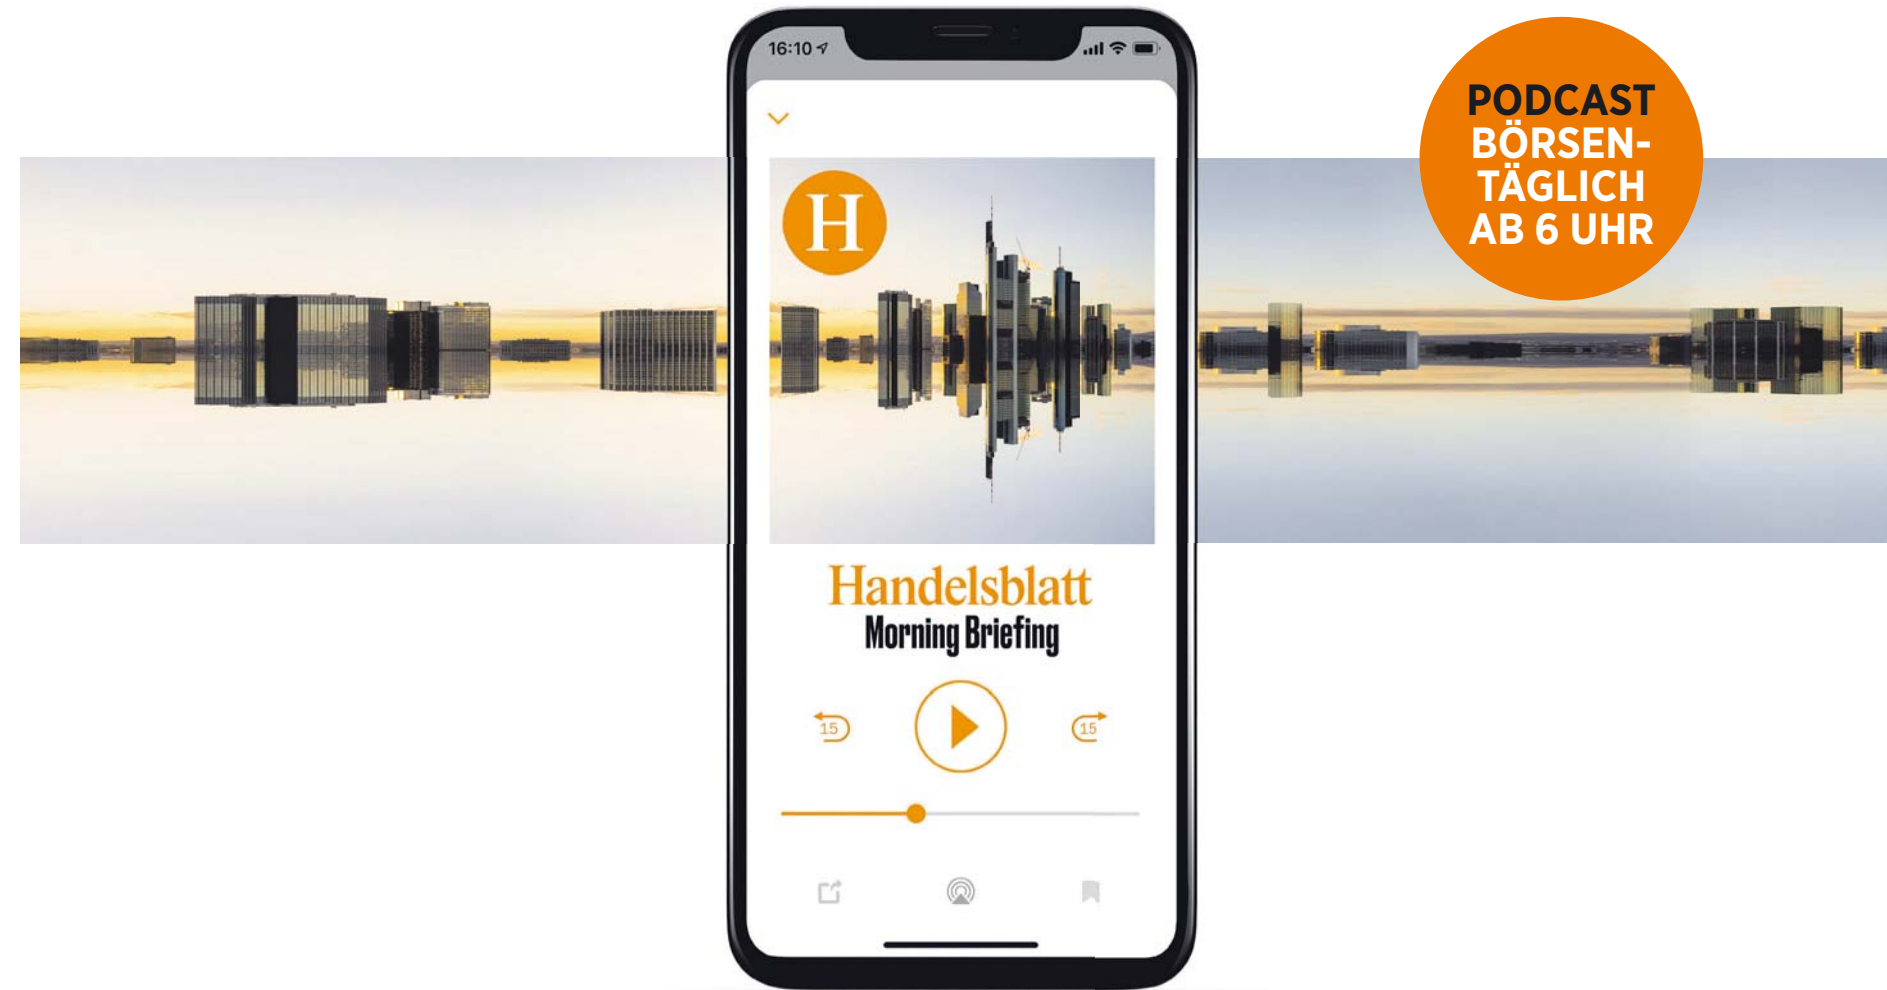 16:10
PODCAST
BÖRSEN-
TÄGLICH
AB 6 UHR
H
Handelsblatt
Morning Briefing
15
15